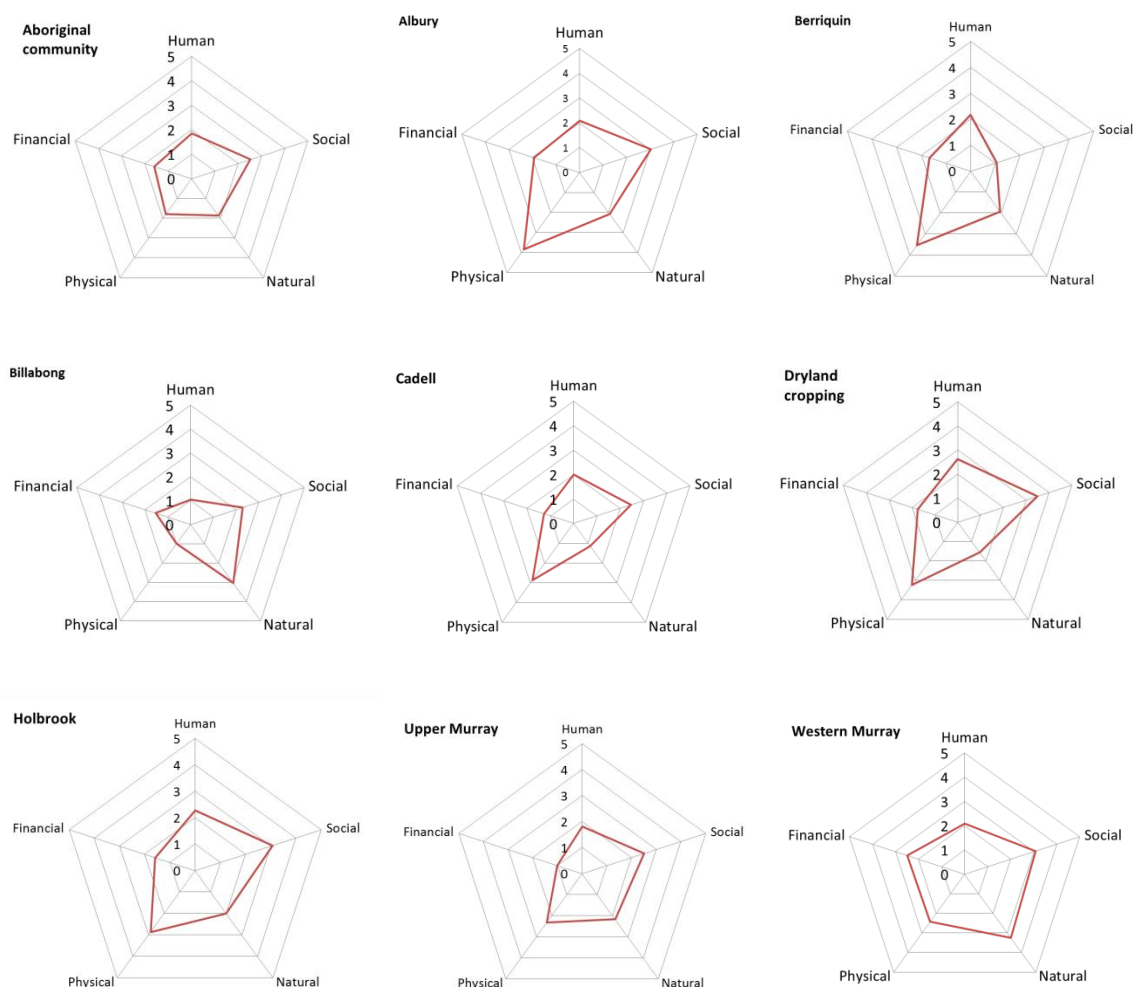 Aboriginal
community
Human
5
4
3
2
1
0
Financial
Social
Physical
Natural
Albury
Human
5
4
3
2
1
0
Financial
Social
Physical
Natural
Berriquin
Human
5
4
3
2
1
0
Financial
Social
Physical
Natural
Billabong
Human
5
4
3
2
1
0
Financial
Social
Physical
Natural
Cadell
Human
5
4
3
2
1
0
Financial
Social
Physical
Natural
Dryland
cropping
Human
5
4
3
2
1
0
Financial
Social
Physical
Natural
Holbrook
Human
5
4
3
2
1
0
Financial
Social
Physical
Natural
Upper Murray
Human
5
4
3
2
1
0
Financial
Social
Physical
Natural
Western Murray
Human
5
4
3
2
1
0
Financial
Social
Physical
Natural